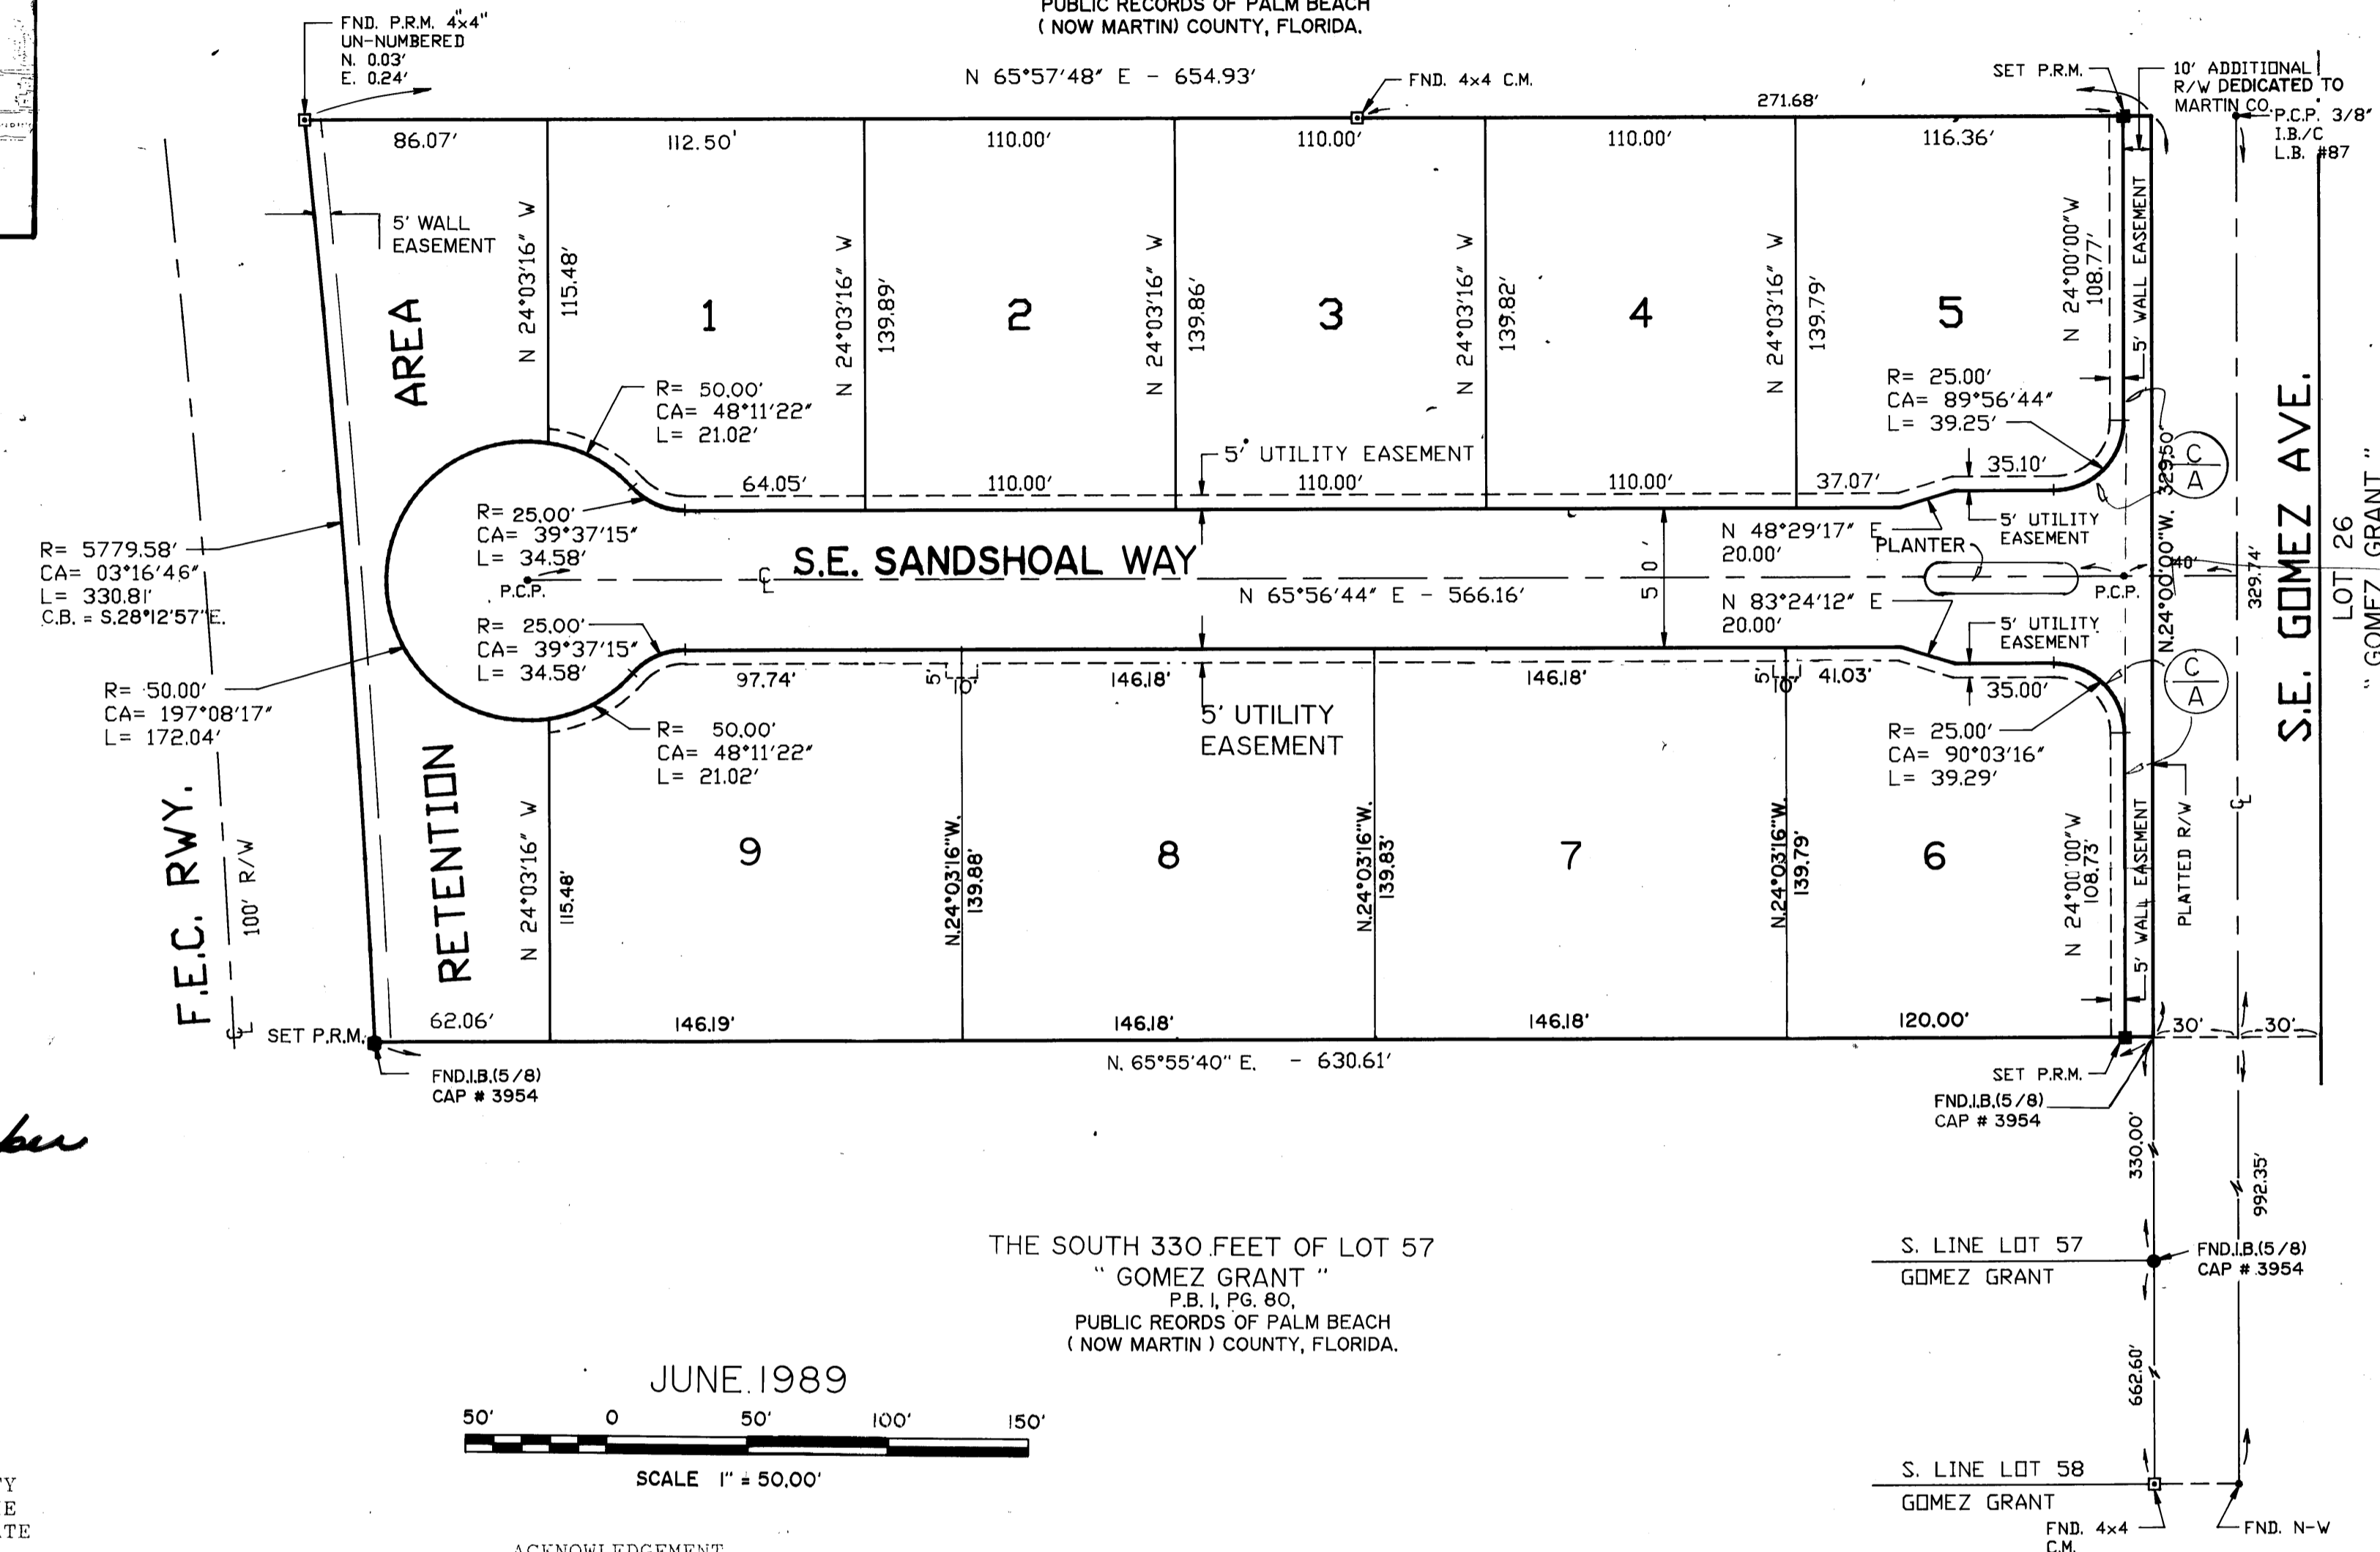 PUBLIC RECORDS OF PALM BEACH
( NOW MARTIN) COUNTY, FLORIDA.
FND. P.R.M. 4"x4"
UN-NUMBERED
N. 0.03'
E. 0.24'
N 65°57'48" E - 654.93'
FND. 4x4 C.M.
SET P.R.M.
271.68'
10' ADDITIONAL
R/W DEDICATED TO
MARTIN CO.
P.C.P. 3/8"
I.B./C
L.B. #87
86.07'
112.50'
110.00'
110.00'
110.00'
116.36'
5' WALL
EASEMENT
N 24°03'16" W
115.48'
N 24°03'16" W
139.89'
N 24°03'16" W
139.86'
N 24°03'16" W
139.82'
N 24°03'16" W
139.79'
N 24°00'00"W
108.77'
5' WALL EASEMENT
1
2
3
4
5
AREA
R= 50.00'
CA= 48°11'22"
L= 21.02'
R= 25.00'
CA= 89°56'44"
L= 39.25'
5' UTILITY EASEMENT
64.05'
110.00'
110.00'
110.00'
37.07'
35.10'
C
A
N.24°00'00"W. 329.50'
R= 25.00'
CA= 39°37'15"
L= 34.58'
P.C.P.
℄
S.E. SANDSHOAL WAY
N 65°56'44" E - 566.16'
50'
N 48°29'17" E
20.00'
PLANTER
5' UTILITY
EASEMENT
40'
P.C.P.
329.74'
S.E. GOMEZ AVE.
LOT 26
" GOMEZ GRANT "
R= 5779.58'
CA= 03°16'46"
L= 330.81'
C.B. = S.28°12'57"E.
R= 50.00'
CA= 197°08'17"
L= 172.04'
R= 25.00'
CA= 39°37'15"
L= 34.58'
N 83°24'12" E
20.00'
5' UTILITY
EASEMENT
97.74'
5'
10'
146.18'
146.18'
5'
10'
41.03'
35.00'
C
A
R= 50.00'
CA= 48°11'22"
L= 21.02'
5' UTILITY
EASEMENT
R= 25.00'
CA= 90°03'16"
L= 39.29'
F.E.C. RWY.
100' R/W
℄
RETENTION
N 24°03'16" W
115.48'
N.24°03'16"W.
139.88'
N.24°03'16"W.
139.83'
N.24°03'16"W.
139.79'
N 24°00'00"W
108.73'
5' WALL EASEMENT
PLATTED R/W
℄
9
8
7
6
SET P.R.M.
62.06'
146.19'
146.18'
146.18'
120.00'
30'
30'
N. 65°55'40" E. - 630.61'
FND.I.B.(5/8)
CAP # 3954
SET P.R.M.
FND.I.B.(5/8)
CAP # 3954
330.00'
992.35'
THE SOUTH 330 FEET OF LOT 57
" GOMEZ GRANT "
P.B. 1, PG. 80,
PUBLIC REORDS OF PALM BEACH
( NOW MARTIN ) COUNTY, FLORIDA.
S. LINE LOT 57
GOMEZ GRANT
FND.I.B.(5/8)
CAP # 3954
662.60'
JUNE.1989
50' 0 50' 100' 150'
SCALE 1" = 50.00'
S. LINE LOT 58
GOMEZ GRANT
FND. 4x4
C.M.
FND. N-W
ACKNOWLEDGEMENT